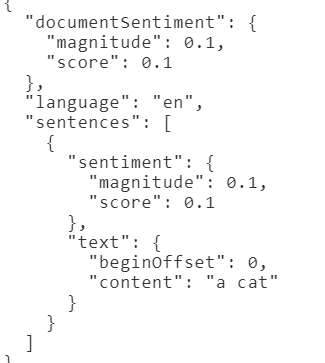 {
"documentSentiment": {
"magnitude": 0.1,
"score": 0.1
},
"language": "en",
"sentences": [
{
"sentiment": {
"magnitude": 0.1,
"score": 0.1
},
"text": {
"beginOffset": 0,
"content": "a cat"
}
}
]
}